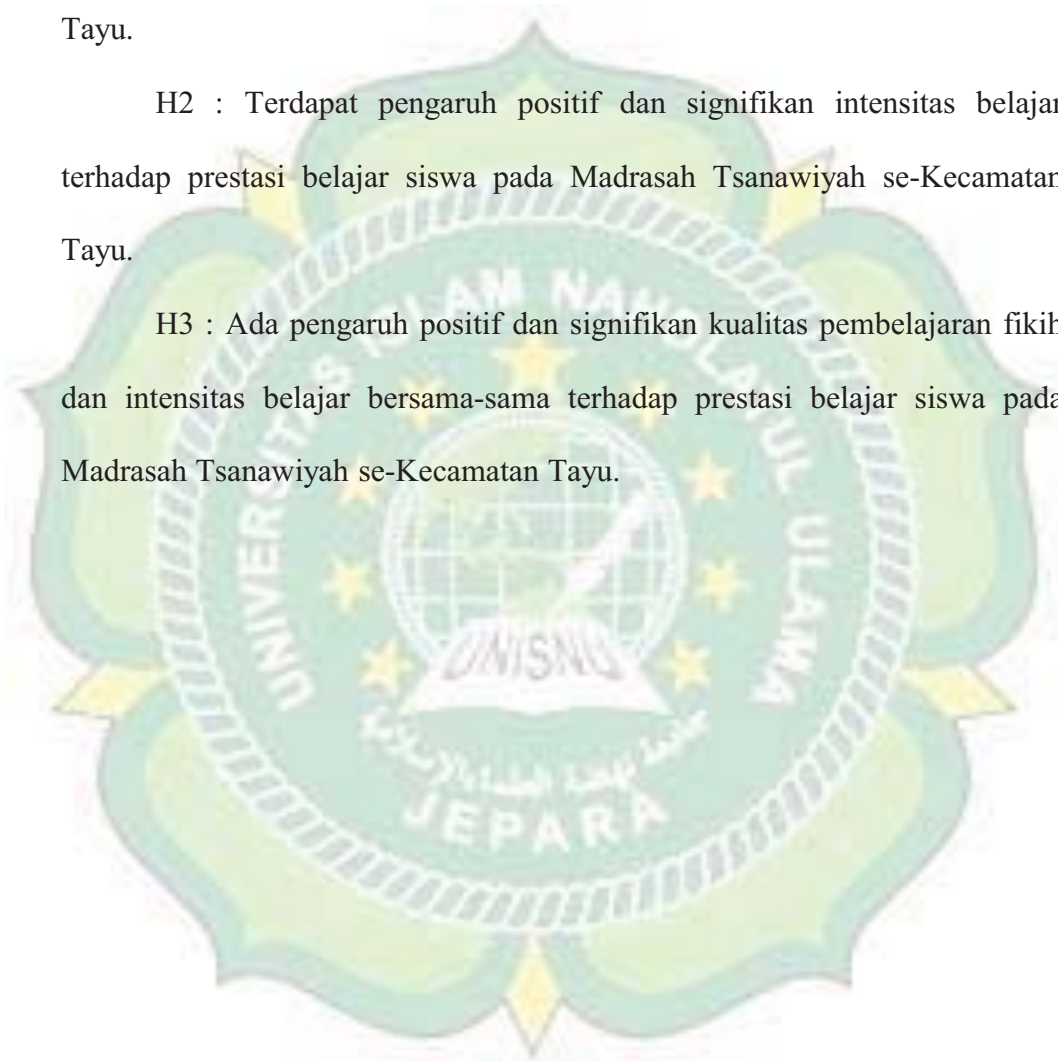 Tayu.
H2 : Terdapat pengaruh positif dan signifikan intensitas belajar
terhadap prestasi belajar siswa pada Madrasah Tsanawiyah se-Kecamatan
Tayu.
H3 : Ada pengaruh positif dan signifikan kualitas pembelajaran fikih
dan intensitas belajar bersama-sama terhadap prestasi belajar siswa pada
Madrasah Tsanawiyah se-Kecamatan Tayu.
UNIVERSITS ISLAM NAHDLATUL ULAMA
UNISNU
JEPARA